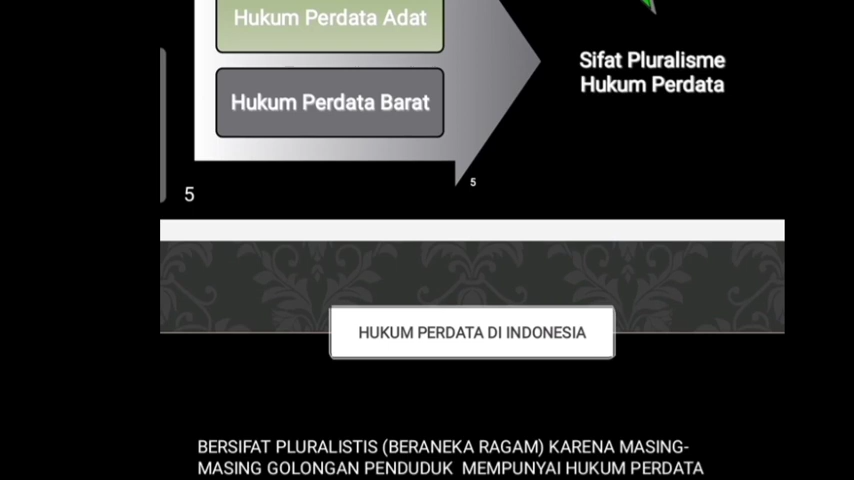 Hukum Perdata Adat
Sifat Pluralisme
Hukum Perdata
Hukum Perdata Barat
5
5
HUKUM PERDATA DI INDONESIA
BERSIFAT PLURALISTIS (BERANEKA RAGAM) KARENA MASING-
MASING GOLONGAN PENDUDUK MEMPUNYAI HUKUM PERDATA